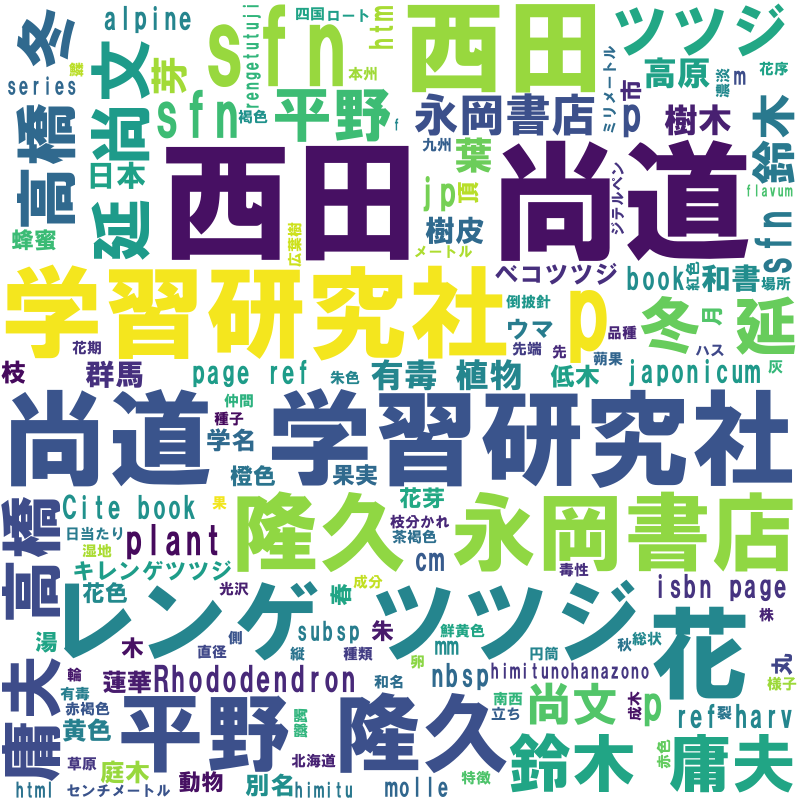 冬
alpine
sfn
四国
ロート
htm
西田
ツツジ
series
躑
文
芽
rengetutuji
本州
高原
濃淡
m
花序
高橋
尚
sfn
褐色
平野
f
永岡書店
ミリメートル
p
市
樹木
鈴木
日本
西田
尚道
九州
葉
jp
頂
ジテルペン
flavum
延
蜂蜜
広葉樹
樹皮
メートル
sfn
学習研究社
p
ベコツツジ
book
虹色
和書
場所
倒披針
ウマ
冬
月
延
花期
先端
先
品種
蒴果
ハス
枝
群馬
page ref
朱色
有毒
植物
低木
japonicum
灰
尚道
仲間
種子
学習研究社
学名
橙色
果実
高橋
Cite book
果
隆久
花芽
永岡書店
日当たり
湿地
plant
枝分かれ
茶褐色
cm
キレンゲツツジ
花色
光沢
成分
春
毒性
isbn page
レンゲ
ツツジ
花
株
湯
木
subsp
朱
鮮黄色
秋
総状
直径
側
縦
種類
mm
卵
円筒
庸夫
輪
蓮華
Rhododendron
和名
nbsp
himitunohanazono
丸
有毒
様子
赤褐色
黄色
平野
隆久
南西
立ち
尚文
成木
p
ref
裂
harv
草原
庭木
北海道
鈴木
赤色
庸夫
html
センチメートル
動物
別名
himitu
molle
特徴